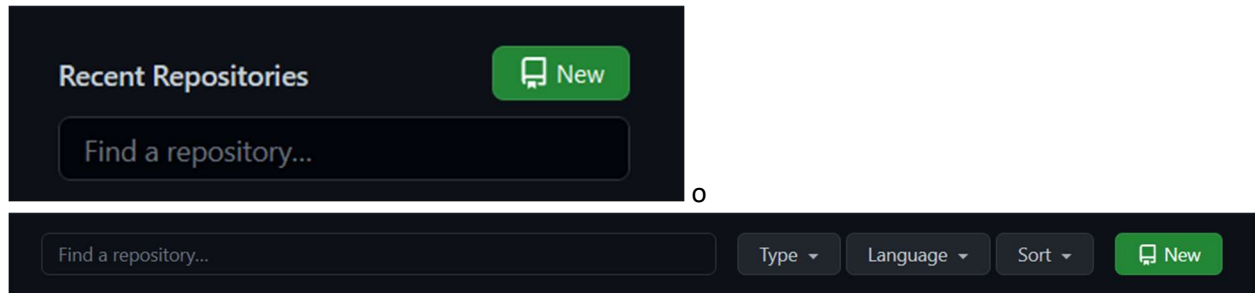 Recent Repositories New
Find a repository...
o
Find a repository... Type Language Sort New